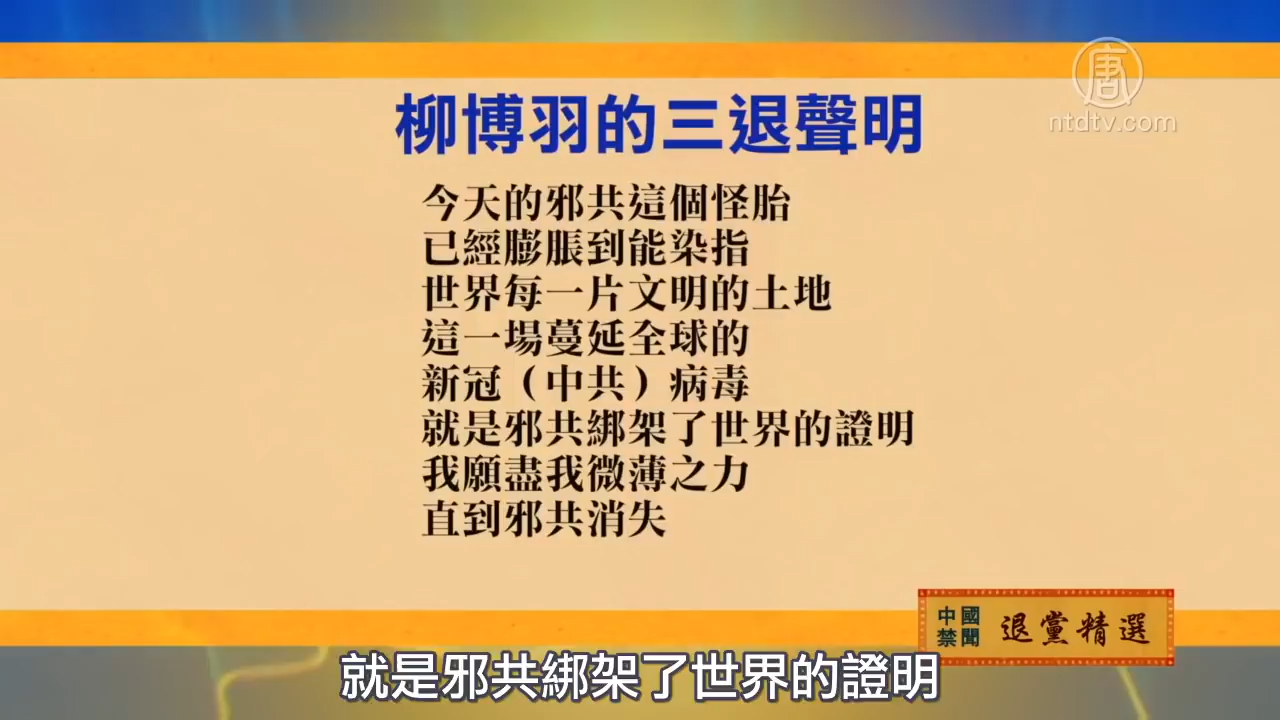 唐
ntdtv.com
柳博羽的三退聲明
今天的邪共這個怪胎
已經膨脹到能染指
世界每一片文明的土地
這一場蔓延全球的
新冠（中共）病毒
就是邪共綁架了世界的證明
我願盡我微薄之力
直到邪共消失
中國
禁聞
退黨精選
就是邪共綁架了世界的證明